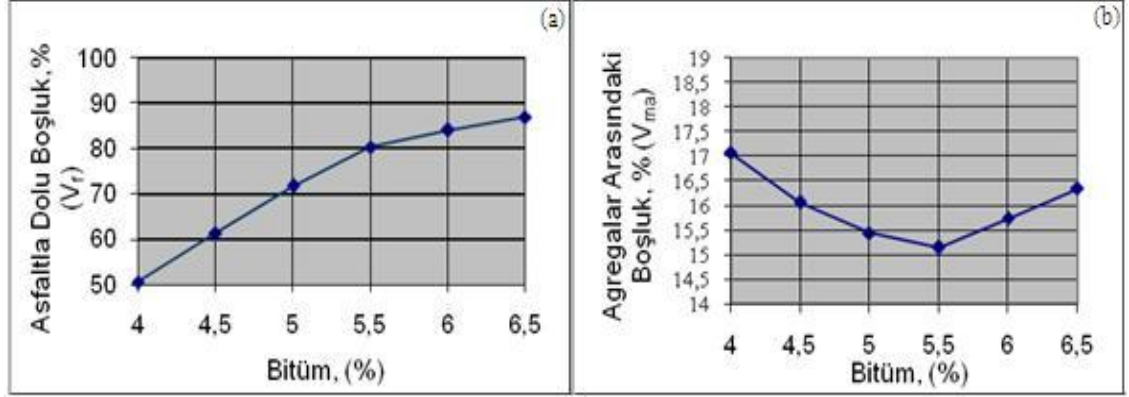 (a)
Asfaltla Dolu Boşluk,%
(Vf)
100
90
80
70
60
50
4 4,5 5 5,5 6 6,5
Bitüm, (%)
(b)
Agregalar Arasındaki
Boşluk, % (Vma)
19
18,5
18
17,5
17
16,5
16
15,5
15
14,5
14
4 4,5 5 5,5 6 6,5
Bitüm, (%)